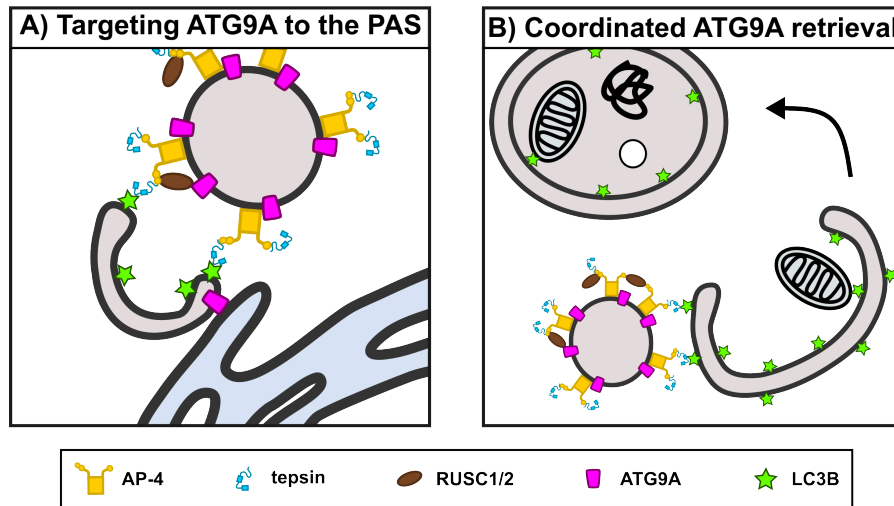 A) Targeting ATG9A to the PAS
B) Coordinated ATG9A retrieval
AP-4
tepsin
RUSC1/2
ATG9A
LC3B